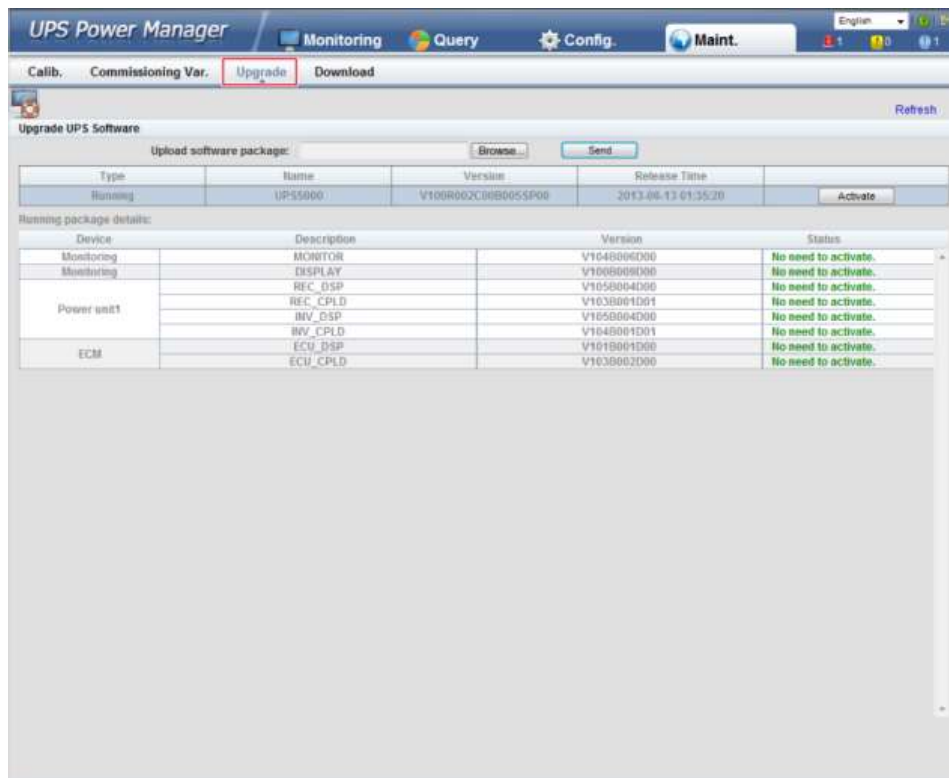 UPS Power Manager
Monitoring Query Config. Maint.
English
1 0 1
Calib. Commissioning Var. Upgrade Download
Refresh
Upgrade UPS Software
Upload software package: Browse... Send
Type Name Version Release Time
Running UPS5000 V100R002C00B005SP00 2013-06-13 01:35:20 Activate
Running package details:
Device Description Version Status
Monitoring MONITOR V104B006D00 No need to activate.
Monitoring DISPLAY V100B009D00 No need to activate.
Power unit1 REC_DSP V105B004D00 No need to activate.
REC_CPLD V103B001D01 No need to activate.
INV_DSP V105B004D00 No need to activate.
INV_CPLD V104B001D01 No need to activate.
ECM ECU_DSP V101B001D00 No need to activate.
ECU_CPLD V103B002D00 No need to activate.